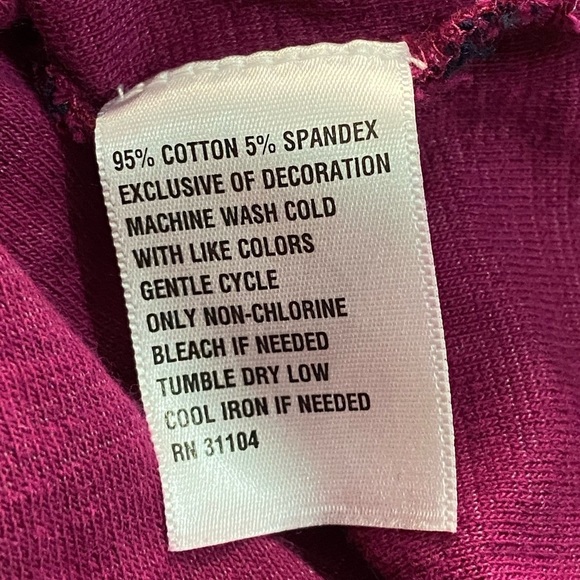 95% COTTON 5% SPANDEX
EXCLUSIVE OF DECORATION
MACHINE WASH COLD
WITH LIKE COLORS
GENTLE CYCLE
ONLY NON-CHLORINE
BLEACH IF NEEDED
TUMBLE DRY LOW
COOL IRON IF NEEDED
RN 31104